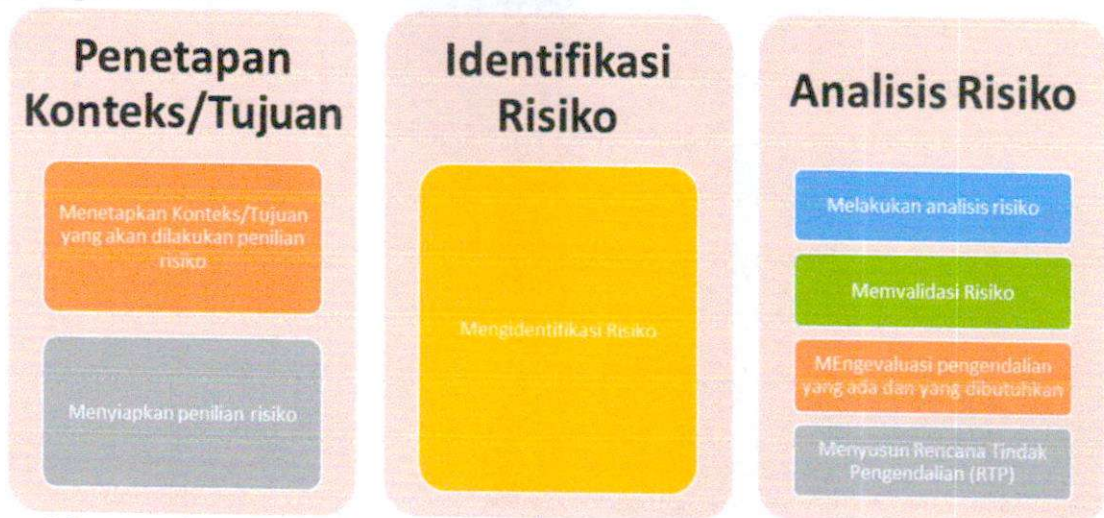 Penetapan
Konteks/Tujuan
Menetapkan Konteks/Tujuan
yang akan dilakukan penilian
risiko
Menyiapkan penilian risiko
Identifikasi
Risiko
Mengidentifikasi Risiko
Analisis Risiko
Melakukan analisis risiko
Memvalidasi Risiko
MEngevaluasi pengendalian
yang ada dan yang dibutuhkan
Menyusun Rencana Tindak
Pengendalian (RTP)